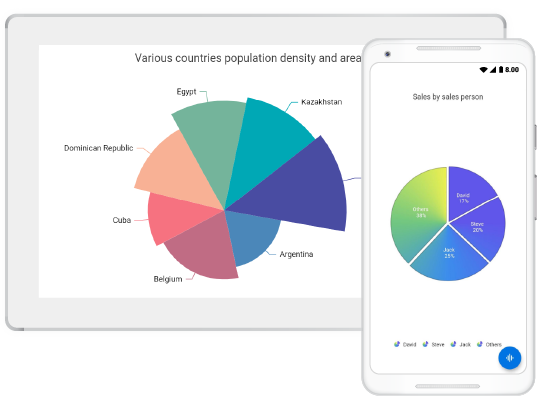 Various countries population density and area
Egypt
Kazakhstan
Dominican Republic
Cuba
Argentina
Belgium
8.00
Sales by sales person
David
17%
Others
38%
Steve
20%
Jack
25%
David Steve Jack Others